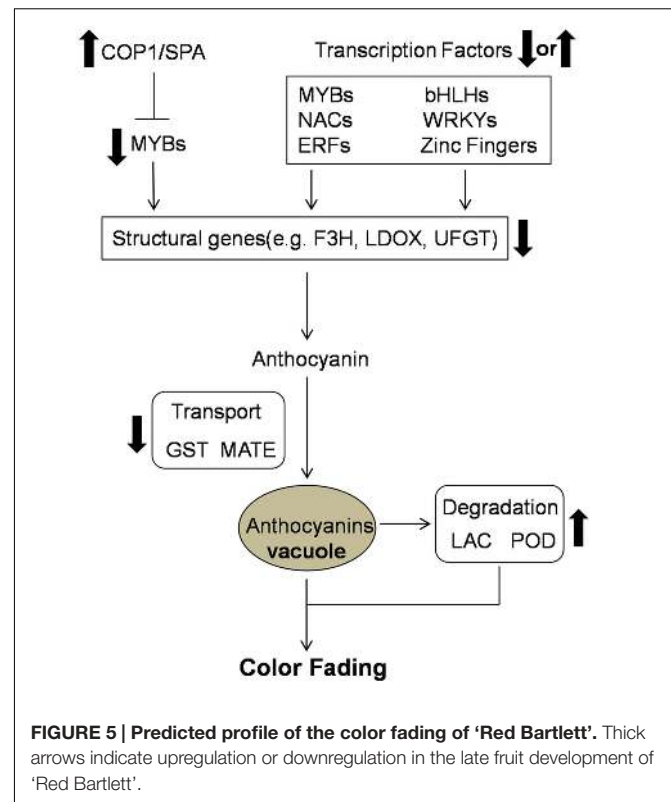 COP1/SPA
Transcription Factors or
MYBs bHLHs
NACs WRKYs
ERFs Zinc Fingers
MYBs
Structural genes(e.g. F3H, LDOX, UFGT)
Anthocyanin
Transport
GST MATE
Anthocyanins
vacuole
Degradation
LAC POD
Color Fading
FIGURE 5 | Predicted profile of the color fading of ‘Red Bartlett’. Thick
arrows indicate upregulation or downregulation in the late fruit development of
‘Red Bartlett’.